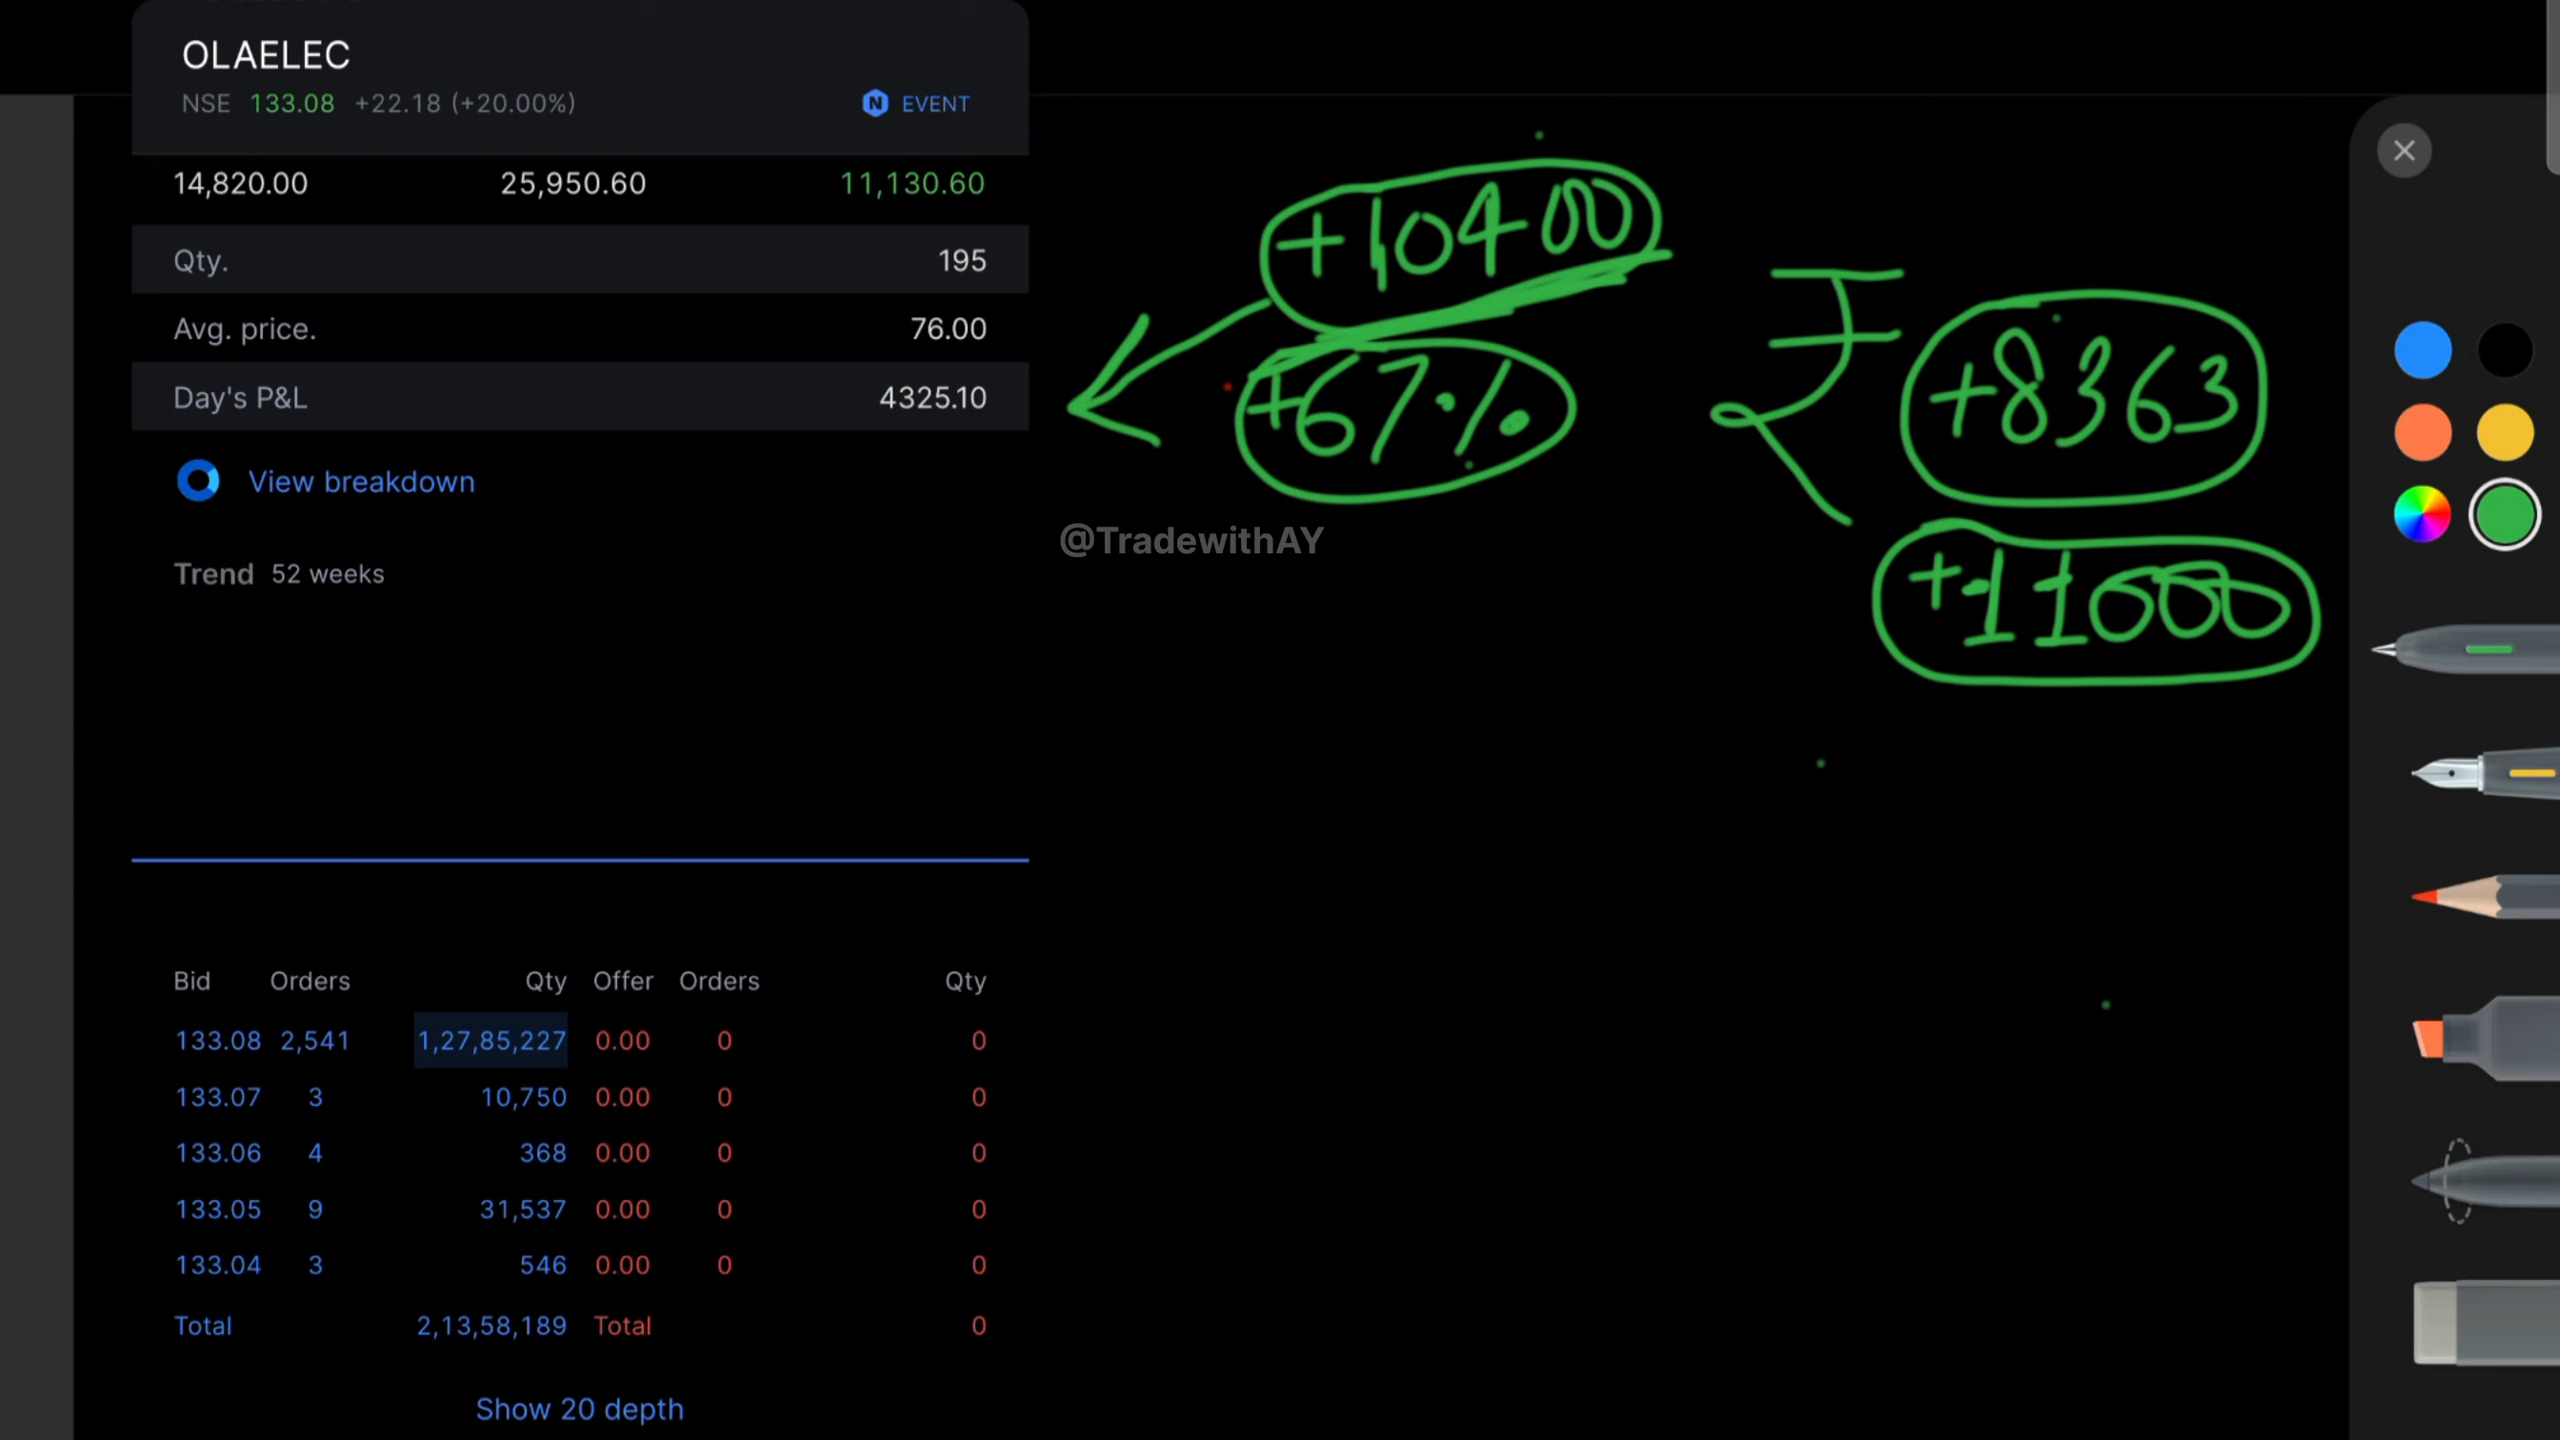 OLAELEC
NSE 133.08 +22.18 (+20.00%) N EVENT
14,820.00 25,950.60 11,130.60
Qty. 195
Avg. price. 76.00
Day's P&L 4325.10
View breakdown
Trend 52 weeks
+10400
+67%
₹ +8363
+11000
@TradewithAY
Bid Orders Qty Offer Orders Qty
133.08 2,541 1,27,85,227 0.00 0 0
133.07 3 10,750 0.00 0 0
133.06 4 368 0.00 0 0
133.05 9 31,537 0.00 0 0
133.04 3 546 0.00 0 0
Total 2,13,58,189 Total 0
Show 20 depth